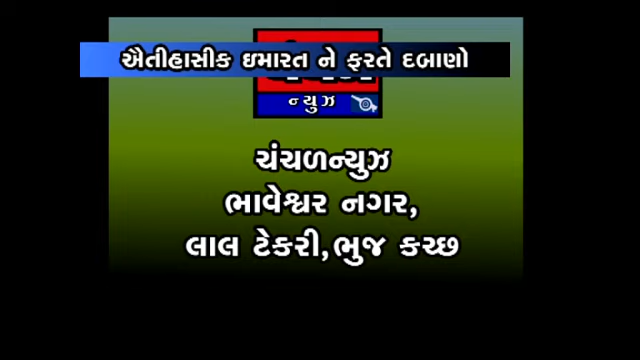 ઐતીહાસીક ઇમારત ને ફરતે દબાણો
ન્યુઝ
ચંચળન્યુઝ
ભાવેશ્વર નગર,
લાલ ટેકરી,ભુજ કચ્છ